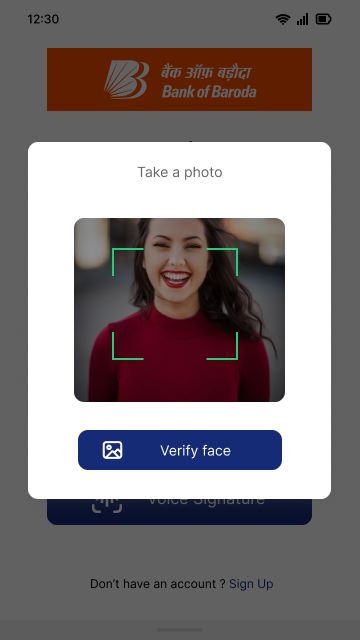 12:30
बैंक ऑफ़ बड़ौदा
Bank of Baroda
Take a photo
Verify face
Voice Signature
Don't have an account ? Sign Up